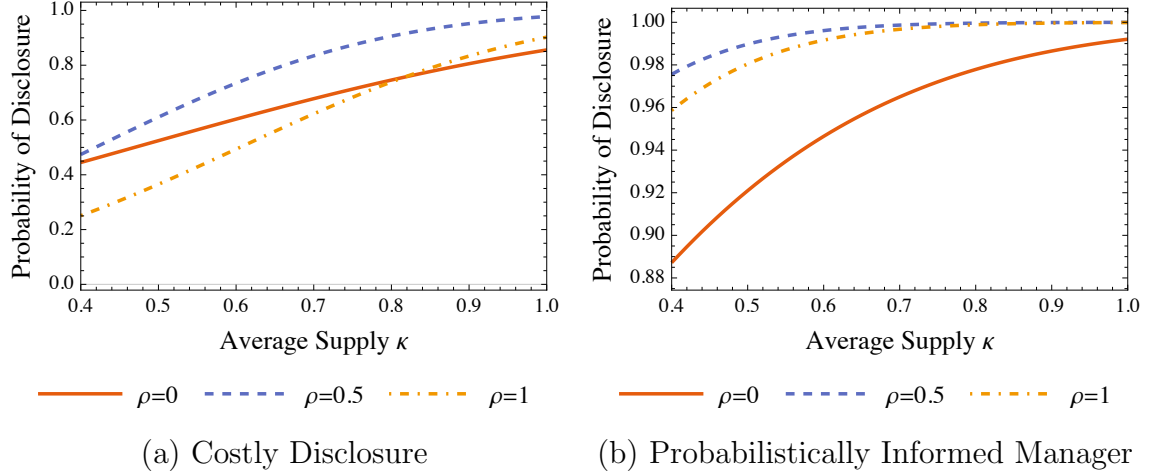 1.0
0.8
0.6
0.4
0.2
0.0
Probability of Disclosure
0.4 0.5 0.6 0.7 0.8 0.9 1.0
Average Supply κ
ρ=0 ρ=0.5 ρ=1
(a) Costly Disclosure
1.00
0.98
0.96
0.94
0.92
0.90
0.88
Probability of Disclosure
0.4 0.5 0.6 0.7 0.8 0.9 1.0
Average Supply κ
ρ=0 ρ=0.5 ρ=1
(b) Probabilistically Informed Manager